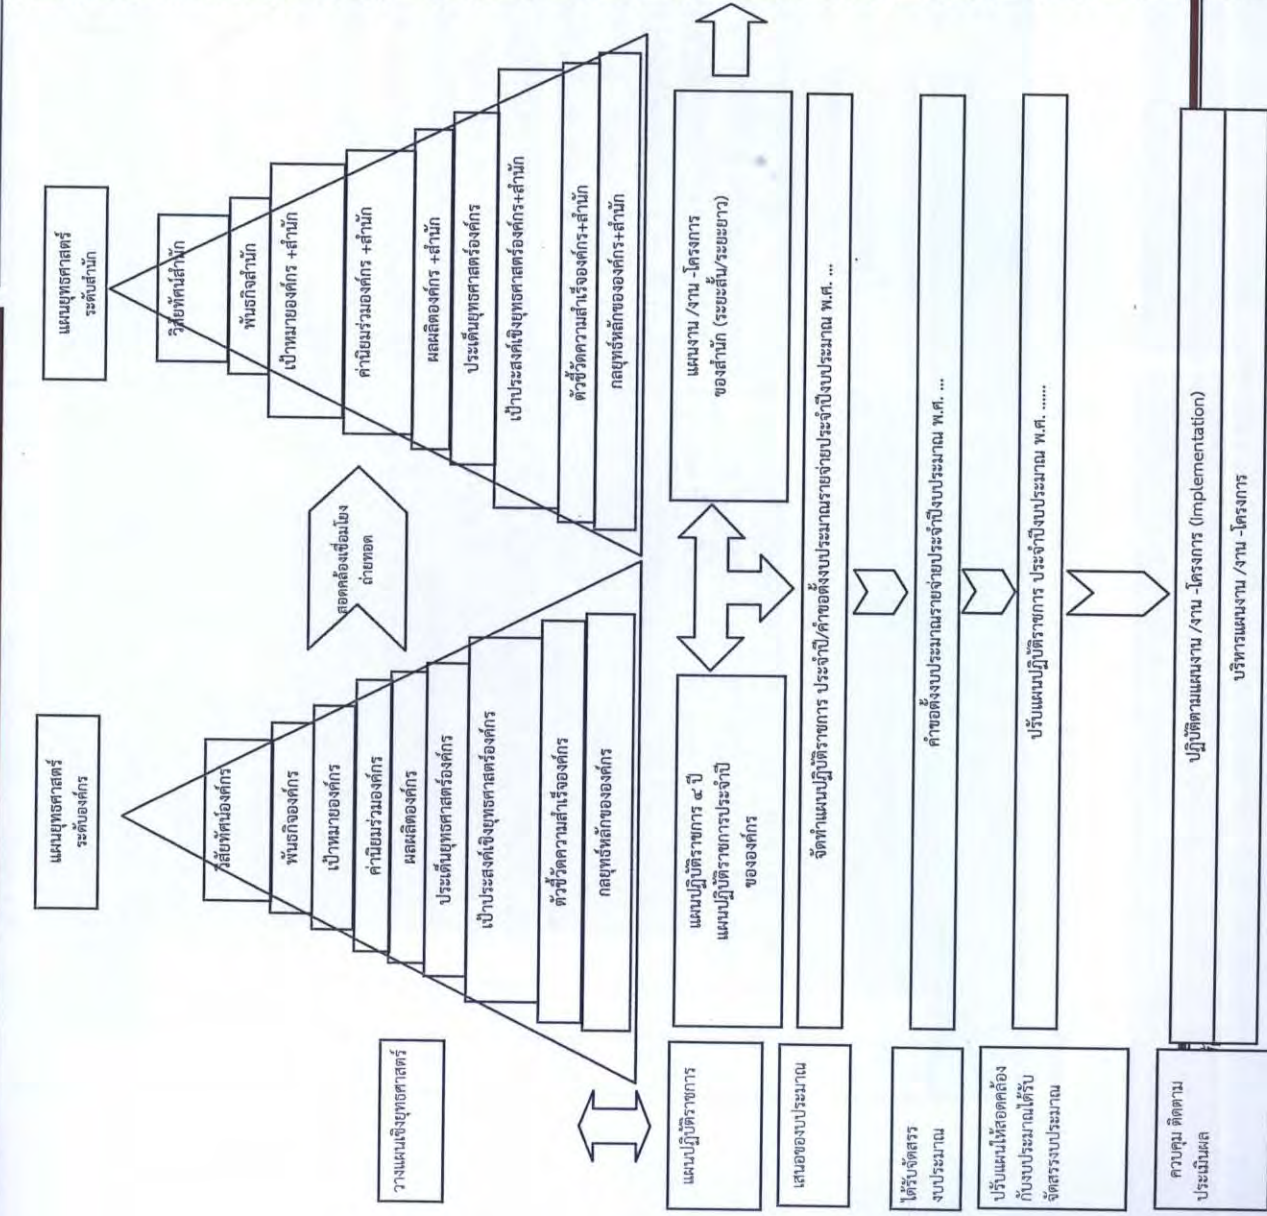 แผนยุทธศาสตร์
ระดับองค์กร
แผนยุทธศาสตร์
ระดับสำนัก
วางแผนเชิงยุทธศาสตร์
วิสัยทัศน์องค์กร
พันธกิจองค์กร
เป้าหมายองค์กร
ค่านิยมร่วมองค์กร
ผลผลิตองค์กร
ประเด็นยุทธศาสตร์องค์กร
เป้าประสงค์เชิงยุทธศาสตร์องค์กร
ตัวชี้วัดความสำเร็จองค์กร
กลยุทธ์หลักขององค์กร
สอดคล้องเชื่อมโยง
ถ่ายทอด
วิสัยทัศน์สำนัก
พันธกิจสำนัก
เป้าหมายองค์กร +สำนัก
ค่านิยมร่วมองค์กร +สำนัก
ผลผลิตองค์กร +สำนัก
ประเด็นยุทธศาสตร์องค์กร
เป้าประสงค์เชิงยุทธศาสตร์องค์กร+สำนัก
ตัวชี้วัดความสำเร็จองค์กร+สำนัก
กลยุทธ์หลักขององค์กร+สำนัก
แผนปฏิบัติราชการ
แผนปฏิบัติราชการ ๔ ปี
แผนปฏิบัติราชการประจำปี
ขององค์กร
แผนงาน /งาน -โครงการ
ของสำนัก (ระยะสั้น/ระยะยาว)
เสนอของบประมาณ
จัดทำแผนปฏิบัติราชการ ประจำปี/คำขอตั้งงบประมาณรายจ่ายประจำปีงบประมาณ พ.ศ. ...
ได้รับจัดสรร
งบประมาณ
คำขอตั้งงบประมาณรายจ่ายประจำปีงบประมาณ พ.ศ. ...
ปรับแผนให้สอดคล้อง
กับงบประมาณได้รับ
จัดสรรงบประมาณ
ปรับแผนปฏิบัติราชการ ประจำปีงบประมาณ พ.ศ. ......
ควบคุม ติดตาม
ประเมินผล
ปฏิบัติตามแผนงาน /งาน -โครงการ (Implementation)
บริหารแผนงาน /งาน -โครงการ